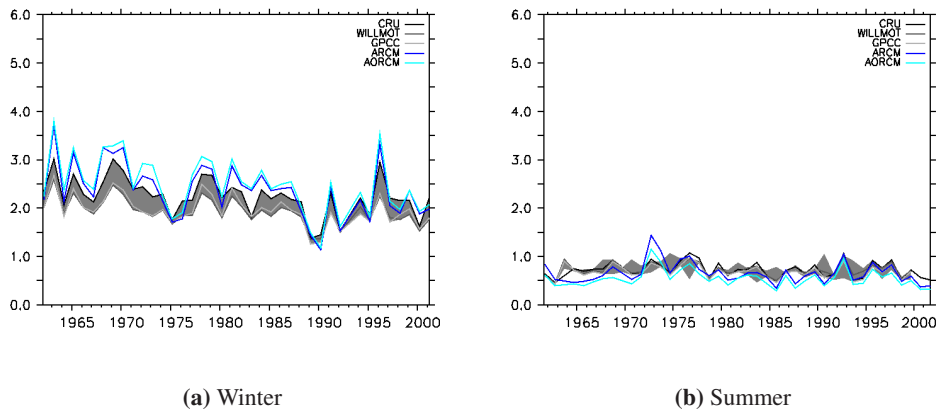 6.0
5.0
4.0
3.0
2.0
1.0
0.0
CRU
WILLMOT
GPCC
ARCM
AORCM
1965 1970 1975 1980 1985 1990 1995 2000
(a) Winter
6.0
5.0
4.0
3.0
2.0
1.0
0.0
CRU
WILLMOT
GPCC
ARCM
AORCM
1965 1970 1975 1980 1985 1990 1995 2000
(b) Summer